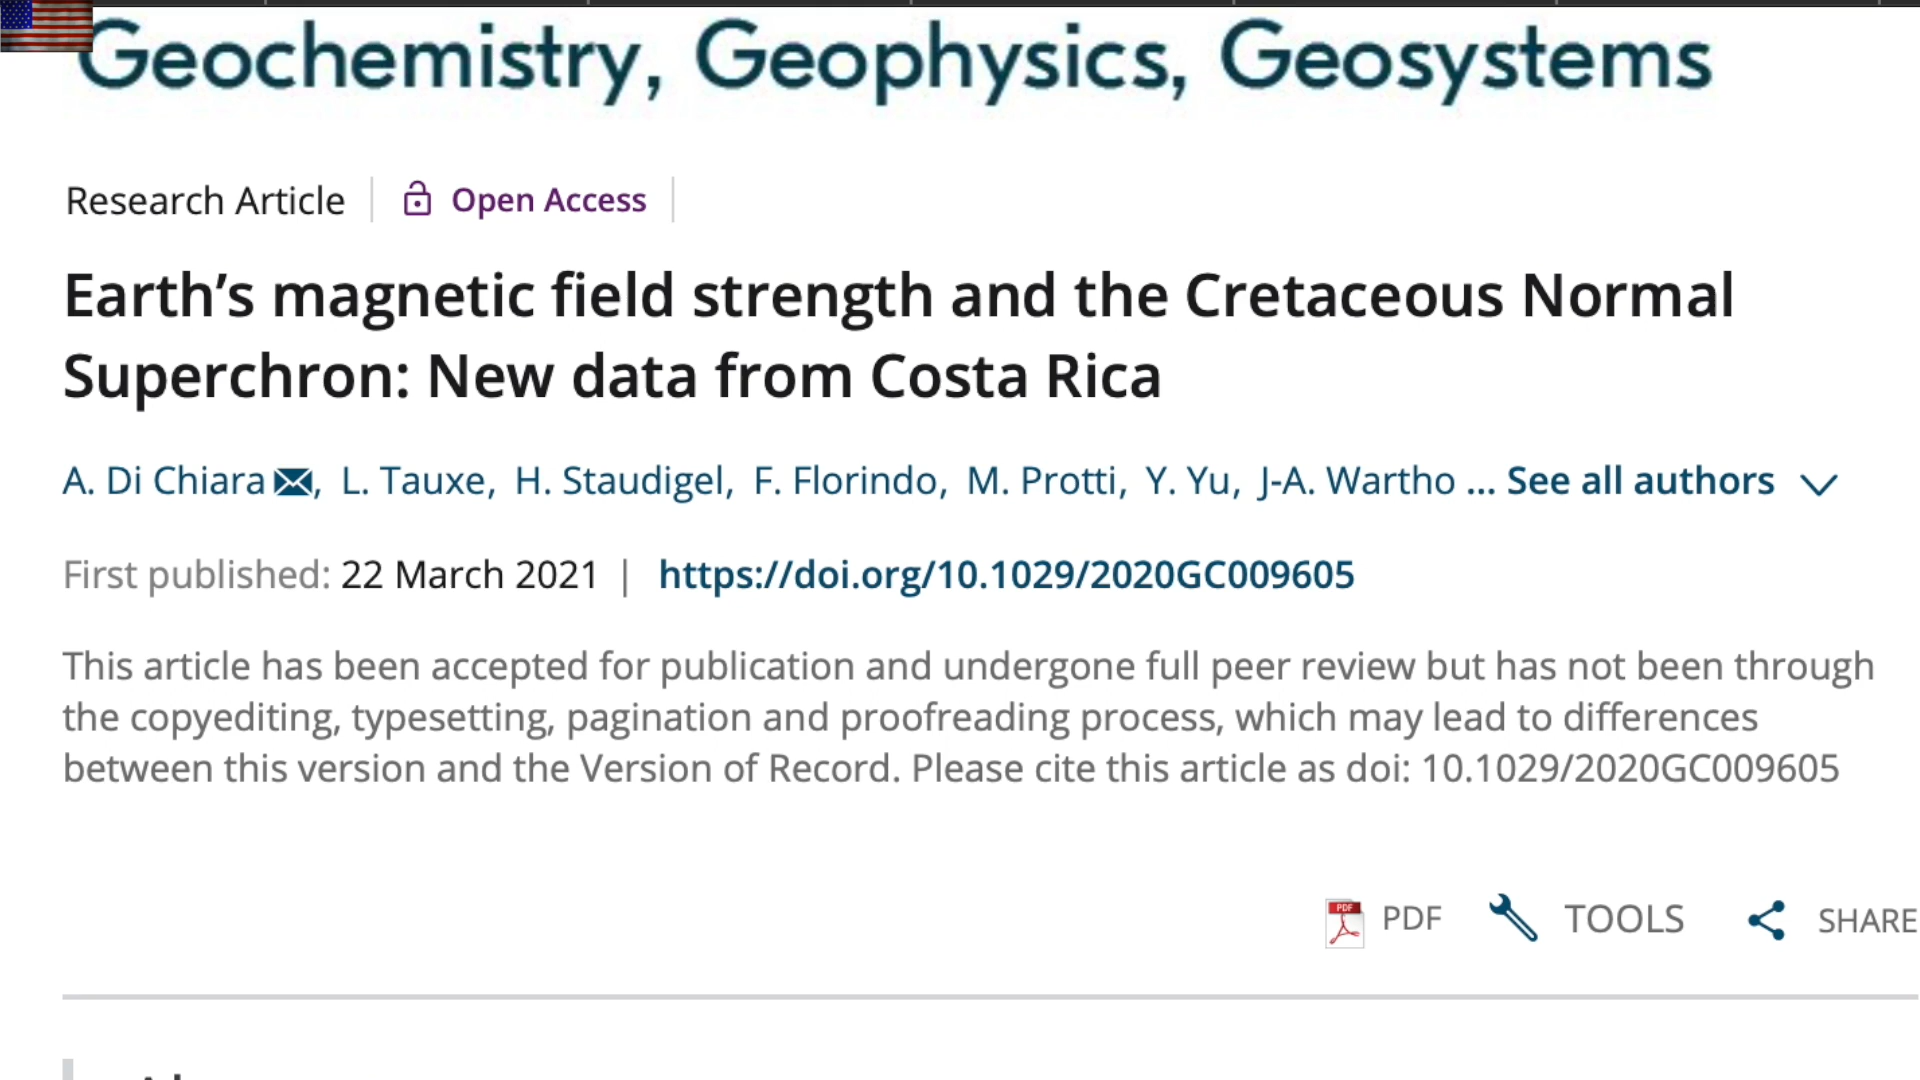 Geochemistry, Geophysics, Geosystems
Research Article
Open Access
Earth’s magnetic field strength and the Cretaceous Normal
Superchron: New data from Costa Rica
A. Di Chiara, L. Tauxe, H. Staudigel, F. Florindo, M. Protti, Y. Yu, J-A. Wartho ... See all authors
First published: 22 March 2021 | https://doi.org/10.1029/2020GC009605
This article has been accepted for publication and undergone full peer review but has not been through
the copyediting, typesetting, pagination and proofreading process, which may lead to differences
between this version and the Version of Record. Please cite this article as doi: 10.1029/2020GC009605
PDF PDF TOOLS SHARE